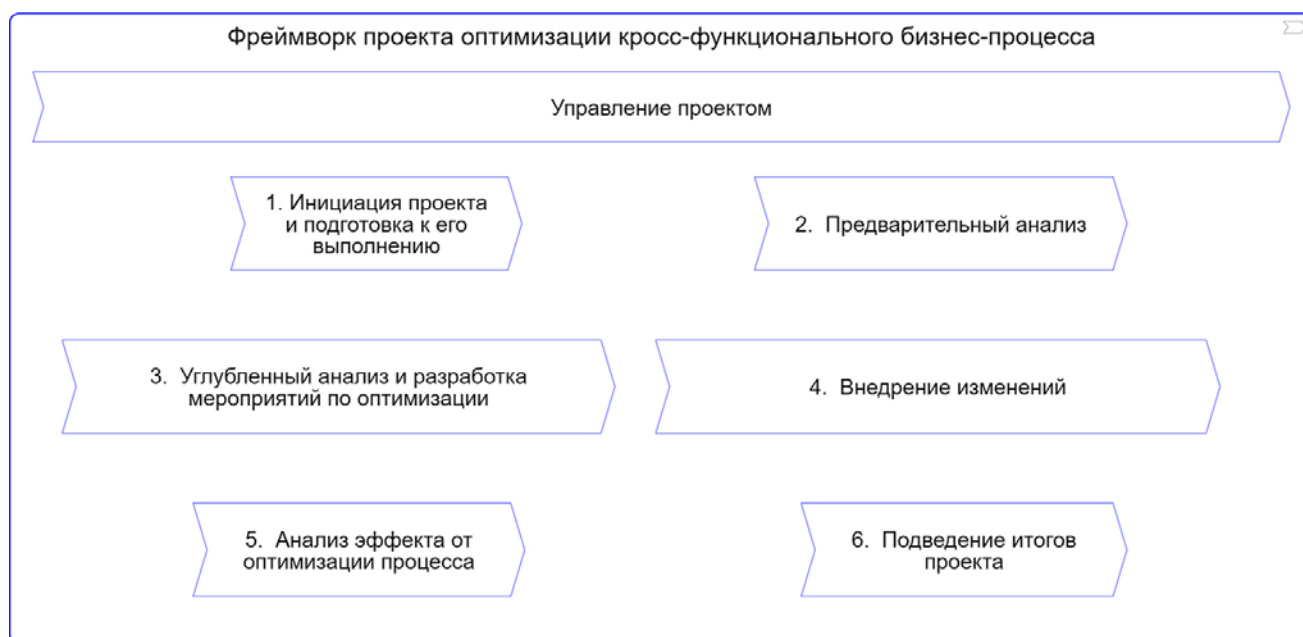 Фреймворк проекта оптимизации кросс-функционального бизнес-процесса
Управление проектом
1. Инициация проекта
и подготовка к его
выполнению
2. Предварительный анализ
3. Углубленный анализ и разработка
мероприятий по оптимизации
4. Внедрение изменений
5. Анализ эффекта от
оптимизации процесса
6. Подведение итогов
проекта